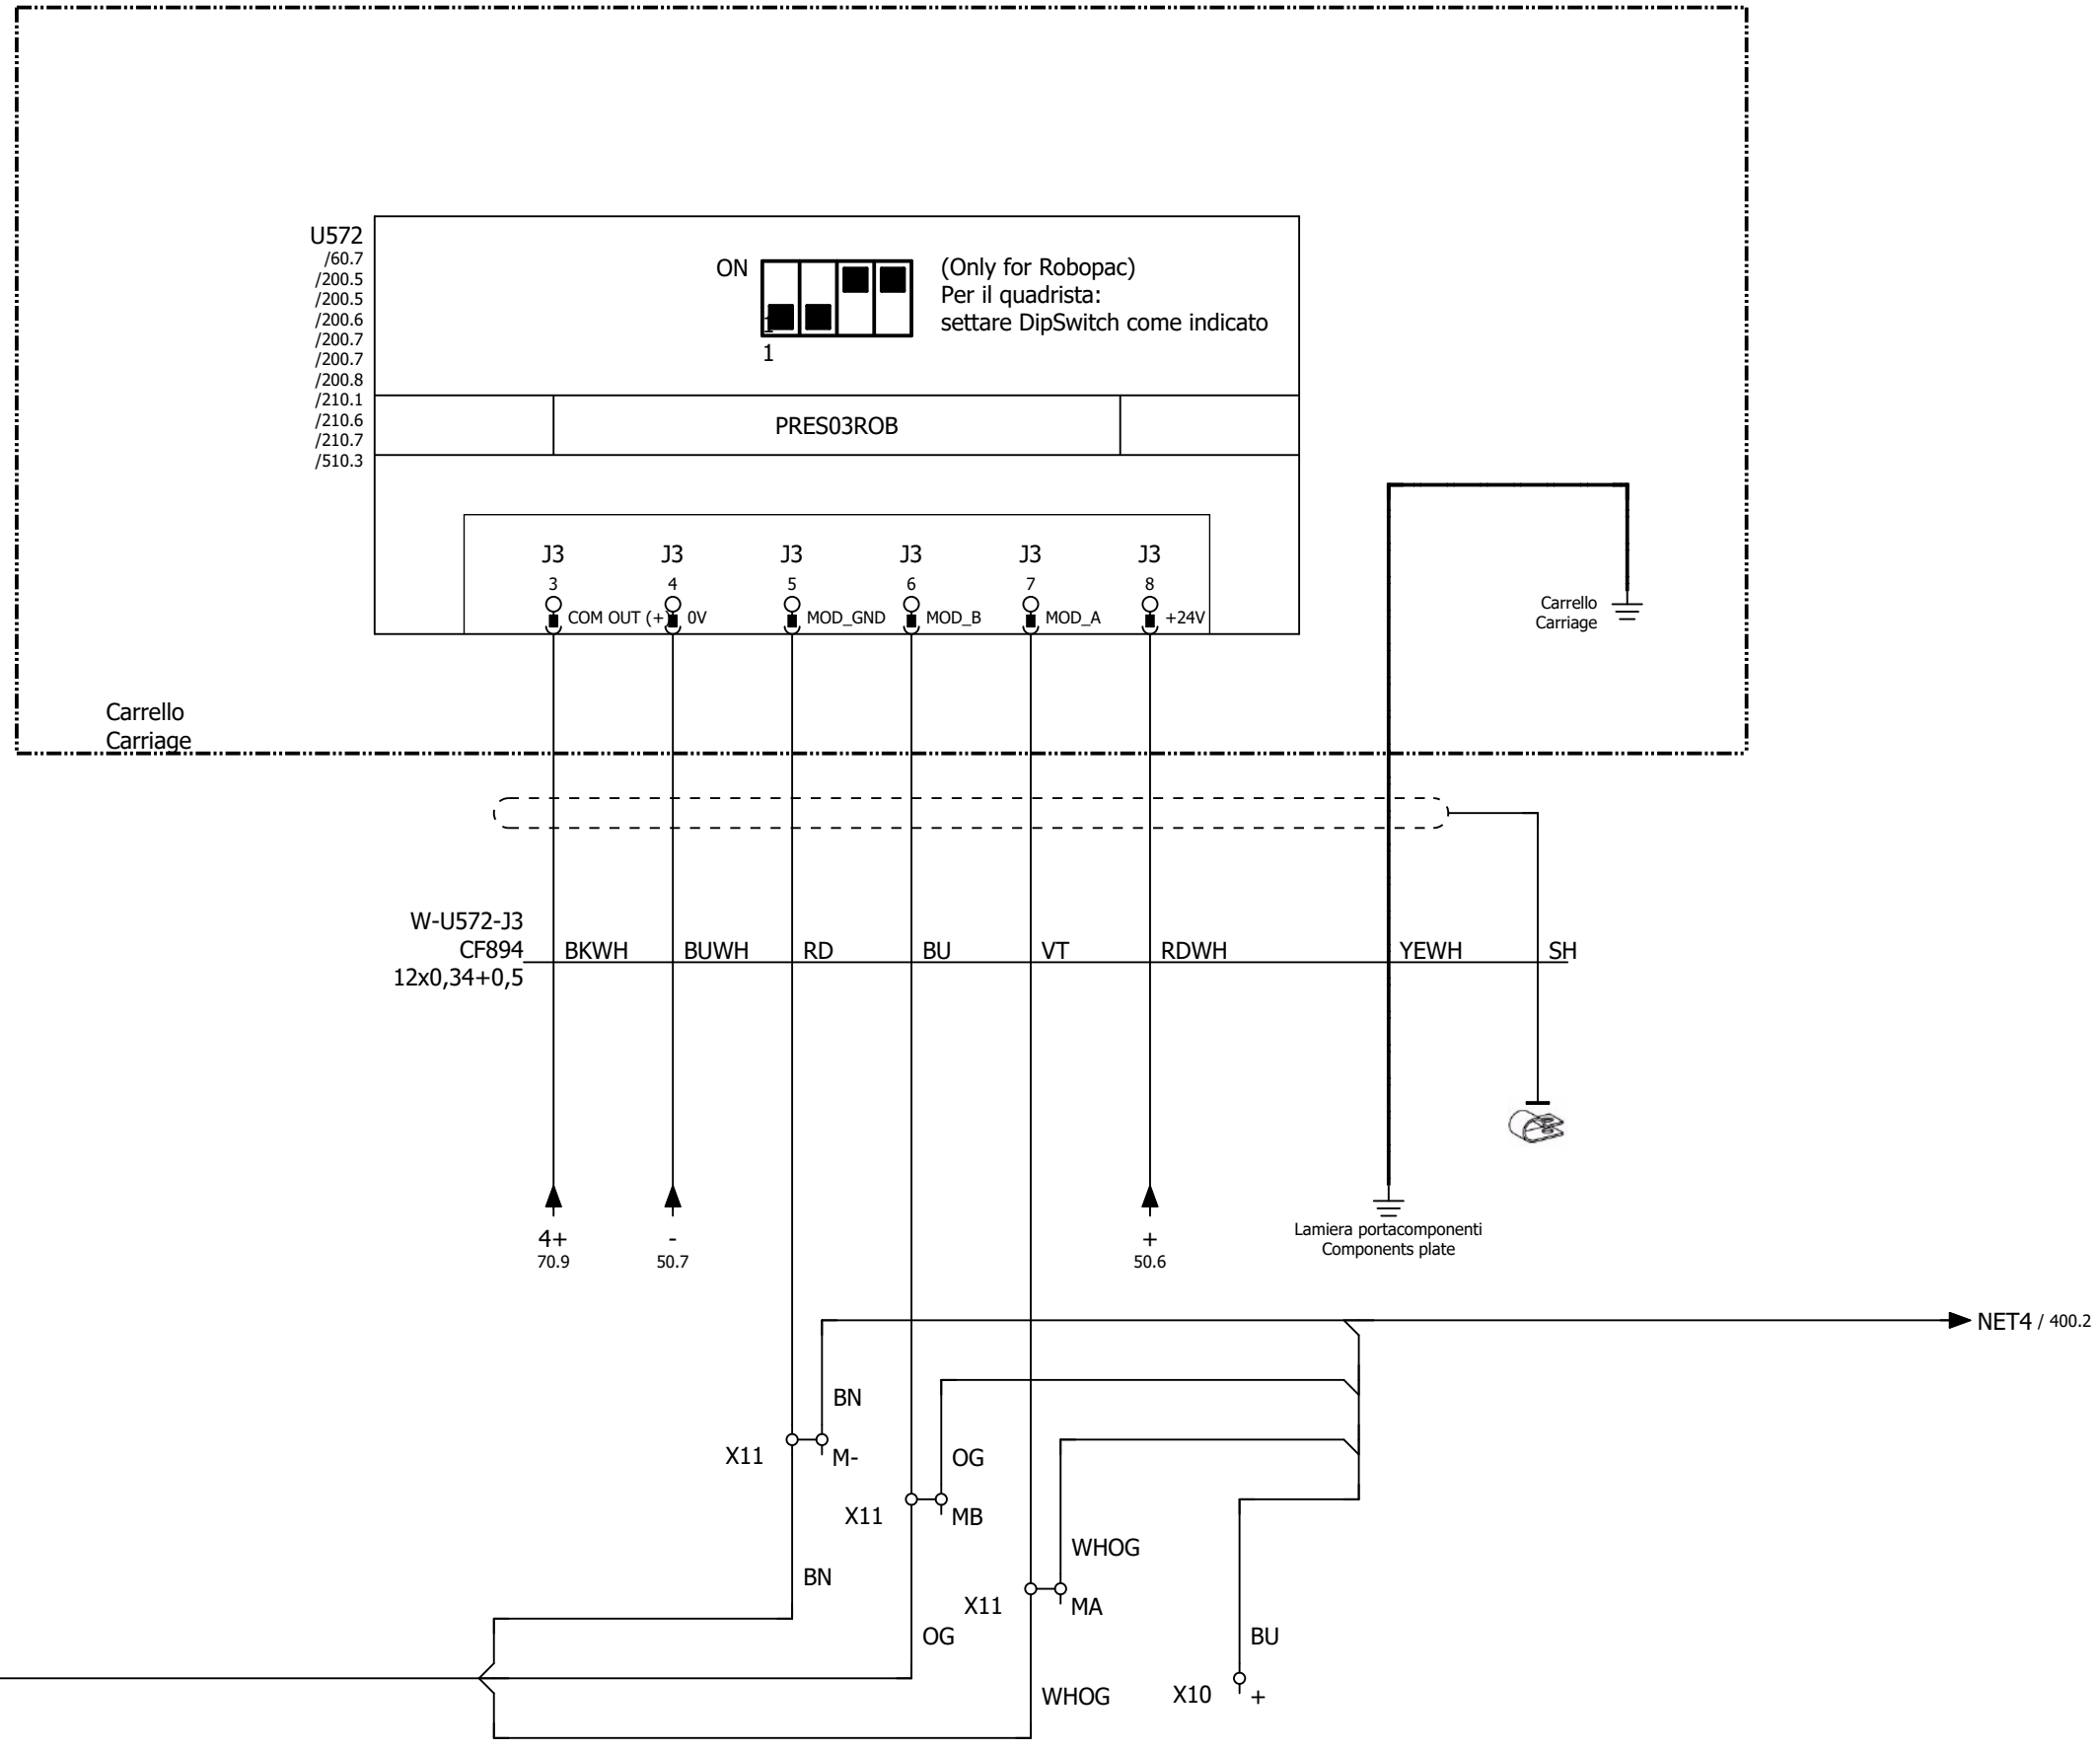 U572
/60.7
/200.5
/200.5
/200.6
/200.7
/200.7
/200.8
/210.1
/210.6
/210.7
/510.3
ON
1
1
(Only for Robopac)
Per il quadrista:
settare DipSwitch come indicato
PRES03ROB
J3 J3 J3 J3 J3 J3
3 4 5 6 7 8
COM OUT (+) 0V MOD_GND MOD_B MOD_A +24V
Carrello
Carriage
Carrello
Carriage
W-U572-J3
CF894
12x0,34+0,5
BKWH BUWH RD BU VT RDWH YEWH SH
4+
70.9
-
50.7
+
50.6
Lamiera portacomponenti
Components plate
NET4 / 400.2
BN
X11 M-
OG
X11 MB
WHOG
BN
X11 MA
OG
BU
WHOG
X10 +